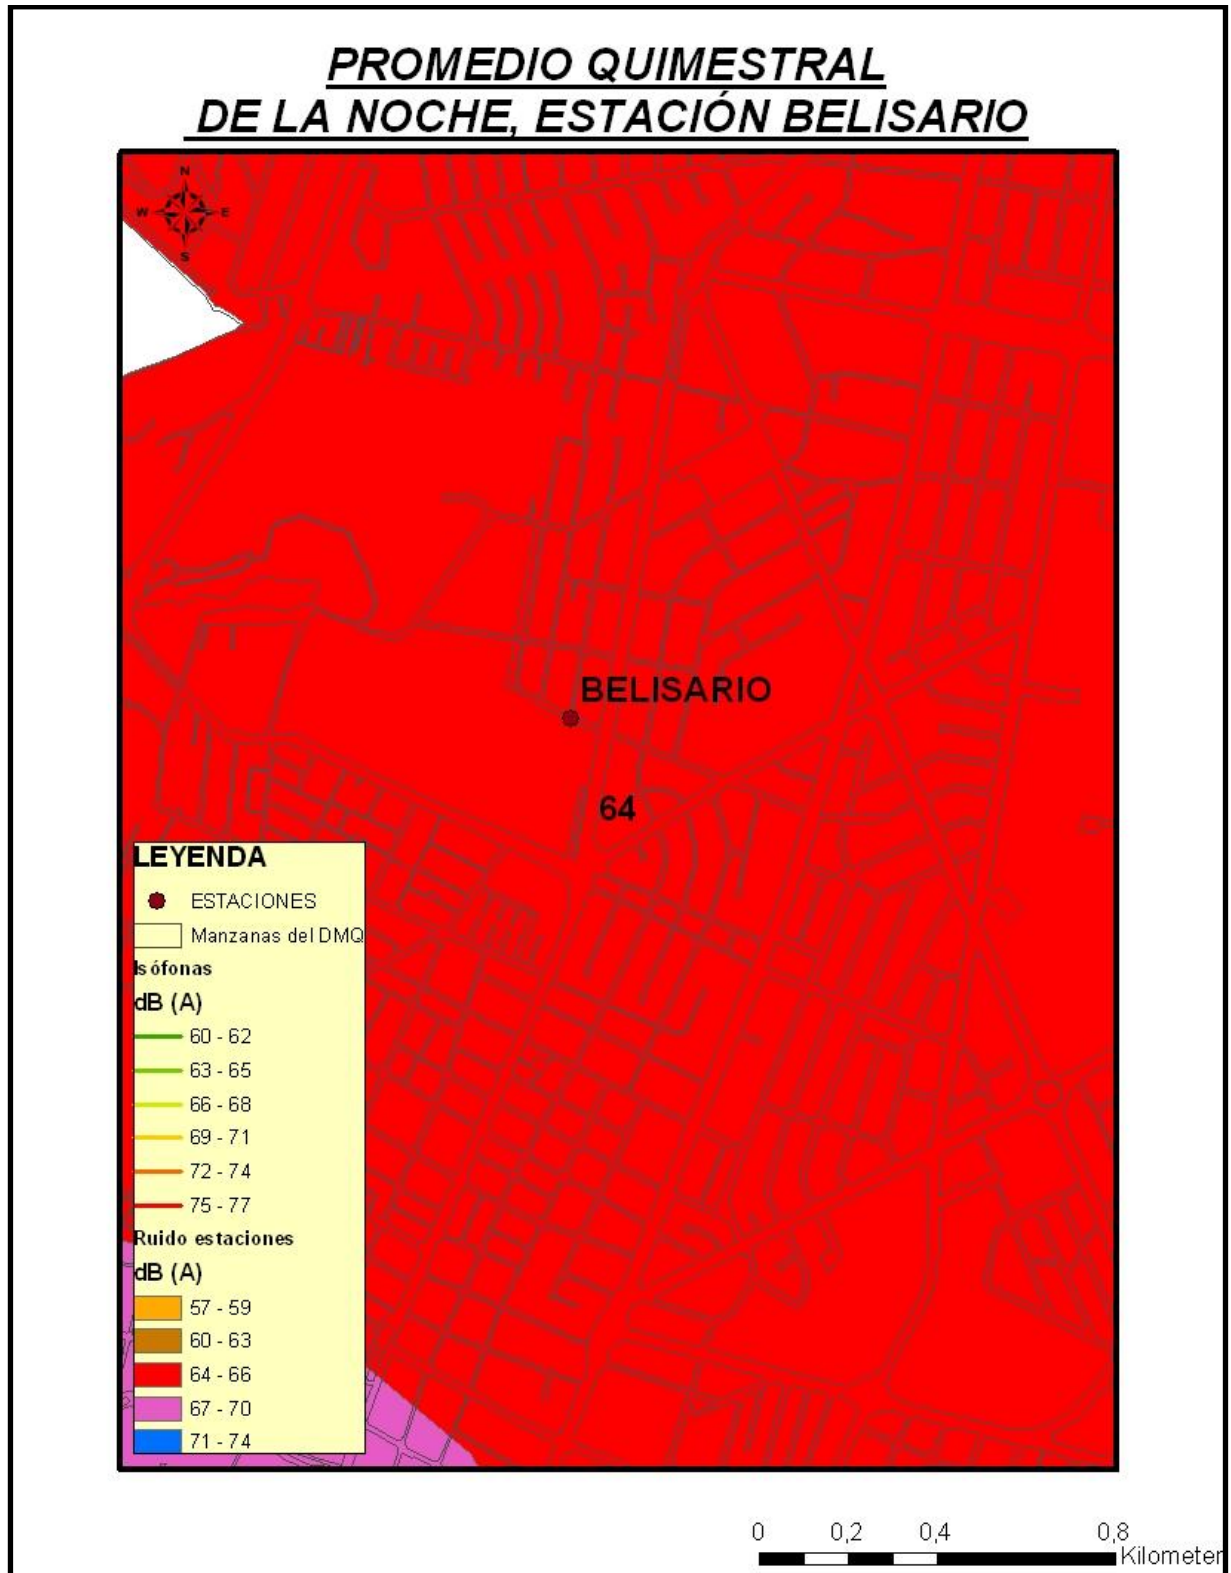 PROMEDIO QUIMESTRAL
DE LA NOCHE, ESTACIÓN BELISARIO
N
W E
S
BELISARIO
64
LEYENDA
ESTACIONES
Manzanas del DMQ
Isófonas
dB (A)
60 - 62
63 - 65
66 - 68
69 - 71
72 - 74
75 - 77
Ruido estaciones
dB (A)
57 - 59
60 - 63
64 - 66
67 - 70
71 - 74
0 0,2 0,4 0,8
Kilometer